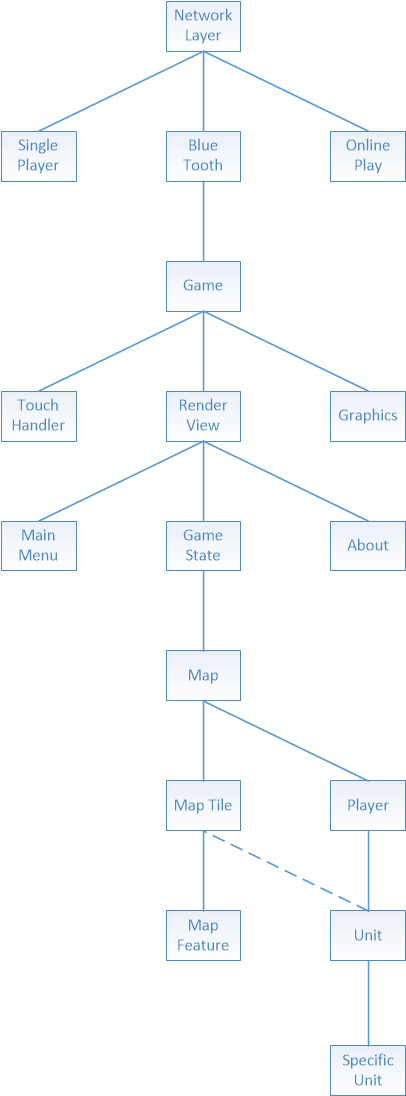 Network
Layer
Single
Player
Blue
Tooth
Online
Play
Game
Touch
Handler
Render
View
Graphics
Main
Menu
Game
State
About
Map
Map Tile
Player
Map
Feature
Unit
Specific
Unit